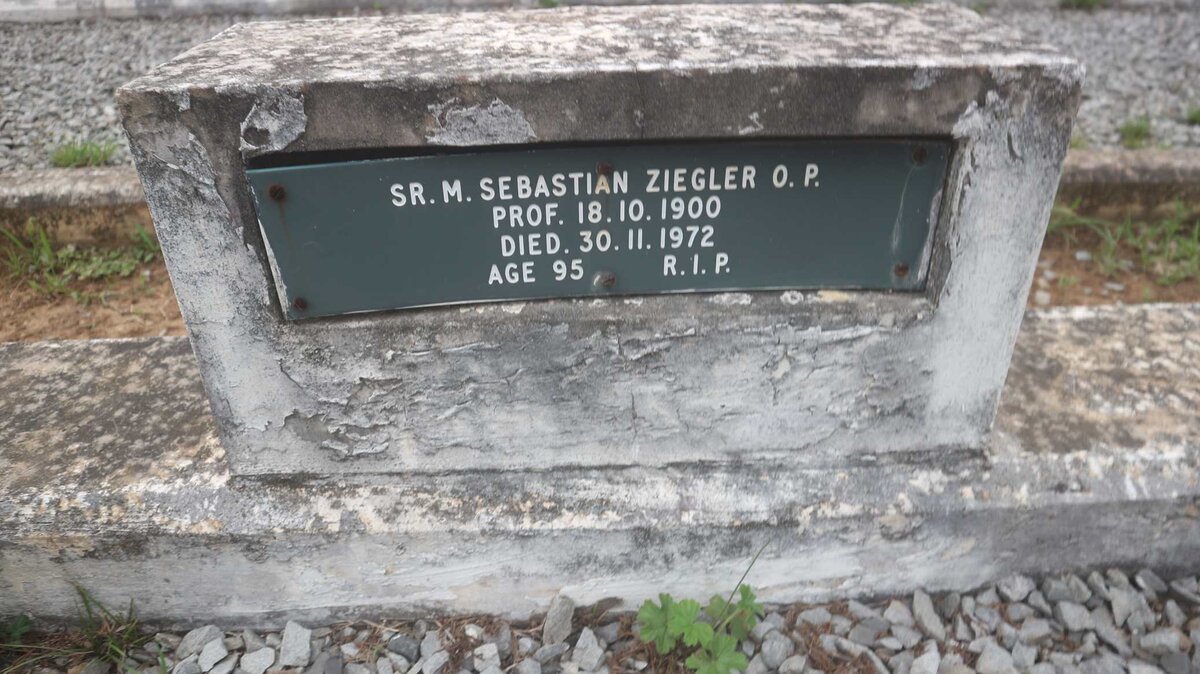 SR. M. SEBASTIAN ZIEGLER O. P.
PROF. 18. 10. 1900
DIED. 30. 11. 1972
AGE 95 R. I. P.